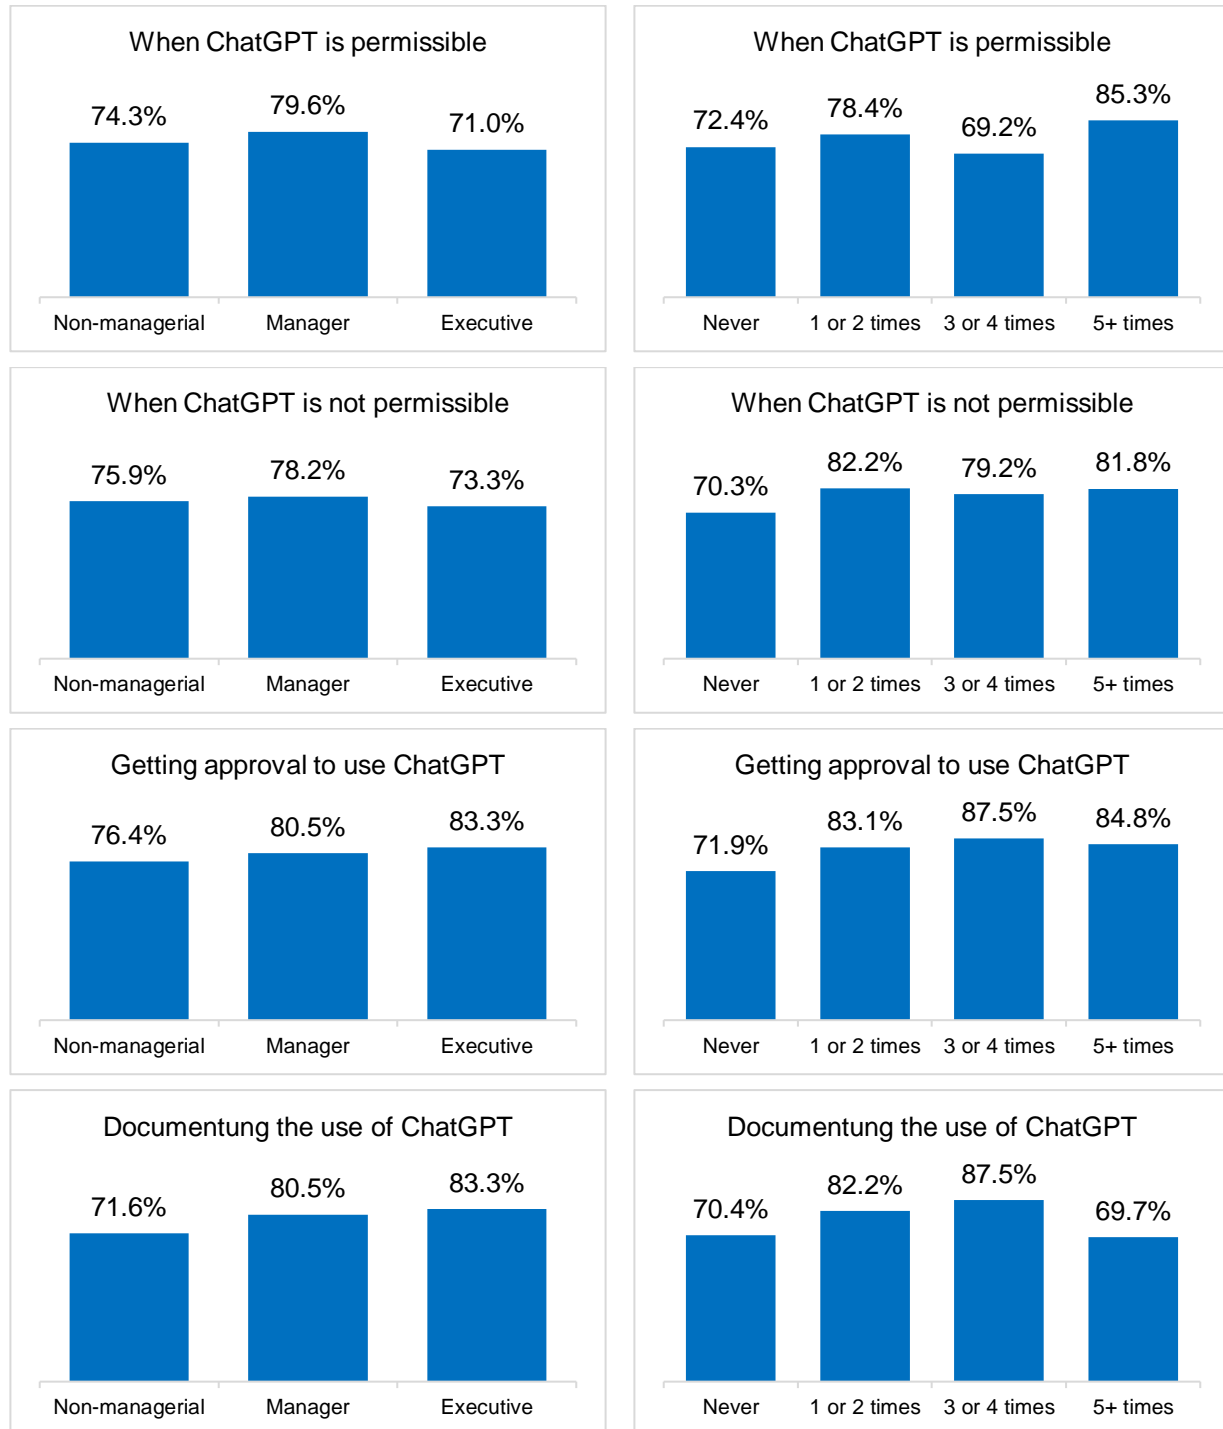 When ChatGPT is permissible
74.3%
79.6%
71.0%
Non-managerial Manager Executive
When ChatGPT is permissible
72.4%
78.4%
69.2%
85.3%
Never 1 or 2 times 3 or 4 times 5+ times
When ChatGPT is not permissible
75.9%
78.2%
73.3%
Non-managerial Manager Executive
When ChatGPT is not permissible
70.3%
82.2%
79.2%
81.8%
Never 1 or 2 times 3 or 4 times 5+ times
Getting approval to use ChatGPT
76.4%
80.5%
83.3%
Non-managerial Manager Executive
Getting approval to use ChatGPT
71.9%
83.1%
87.5%
84.8%
Never 1 or 2 times 3 or 4 times 5+ times
Documentung the use of ChatGPT
71.6%
80.5%
83.3%
Non-managerial Manager Executive
Documentung the use of ChatGPT
70.4%
82.2%
87.5%
69.7%
Never 1 or 2 times 3 or 4 times 5+ times